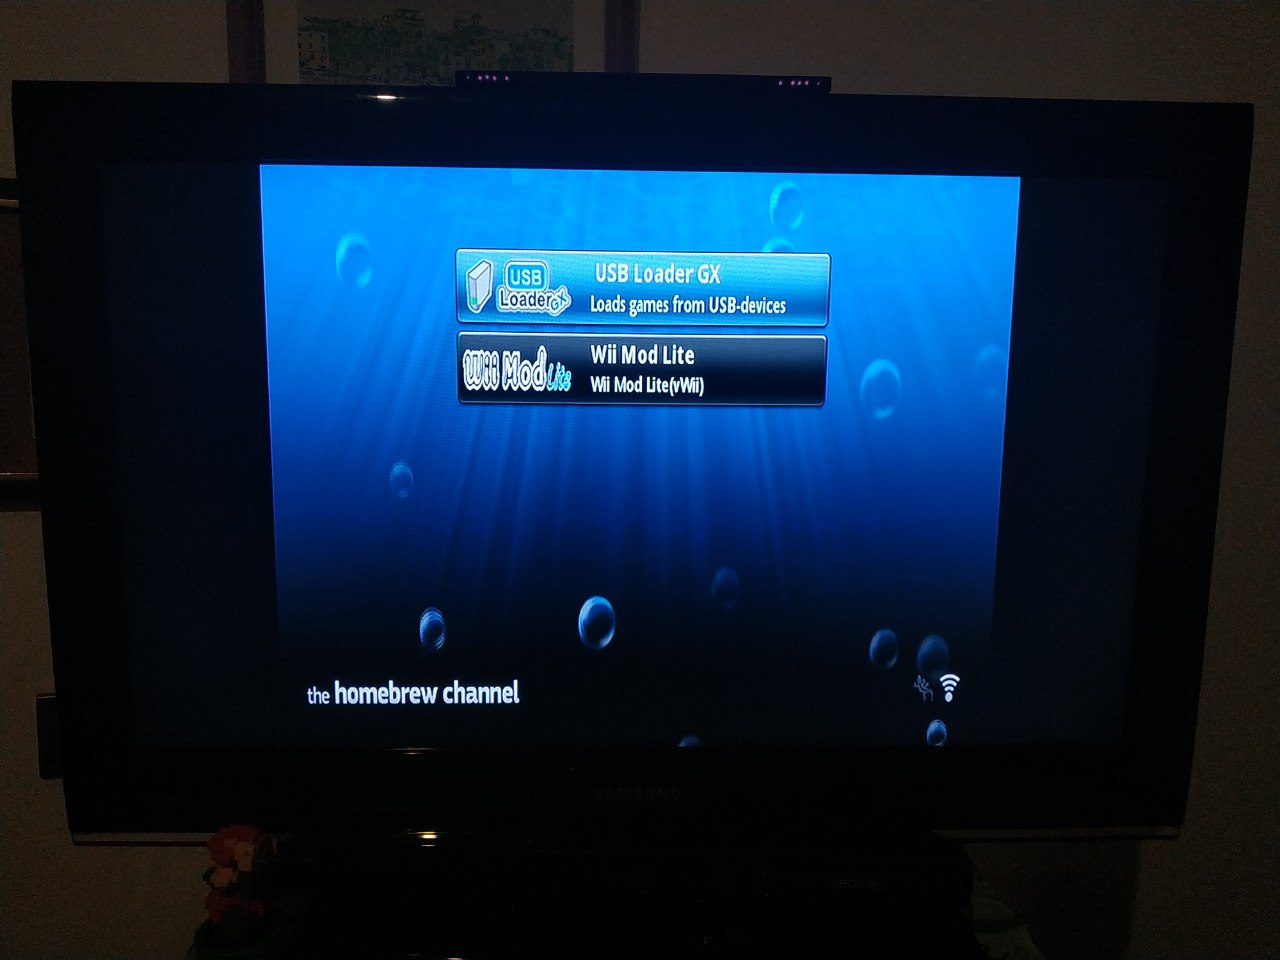 USB
LoaderGX
USB Loader GX
Loads games from USB-devices
Wii Mod Lite
Wii Mod Lite
Wii Mod Lite(vWii)
the homebrew channel
SAMSUNG